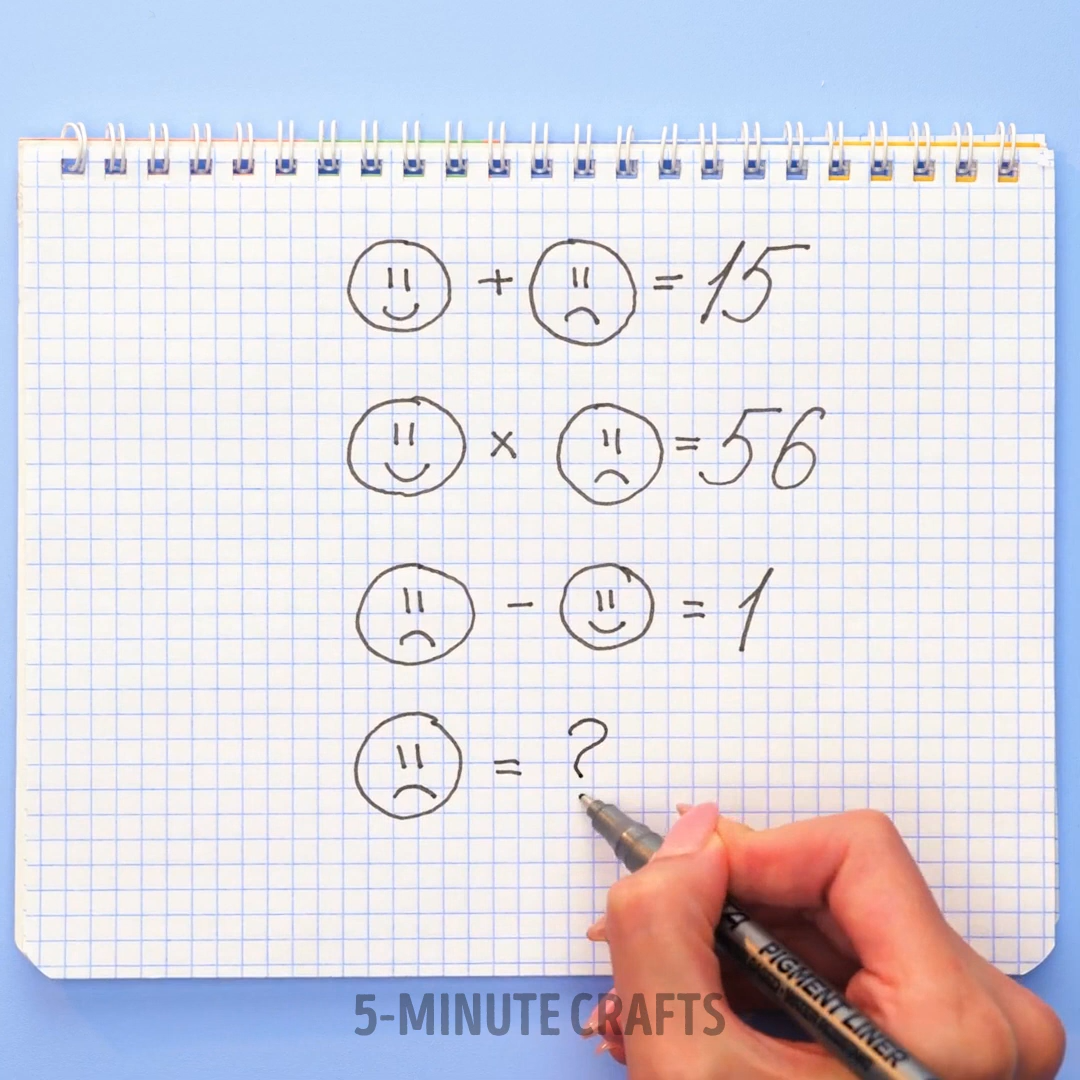 🙂 + 🙁 = 15
🙂 x 🙁 = 56
🙁 - 🙂 = 1
🙁 = ?
PIGMENT LINER
5-MINUTE CRAFTS